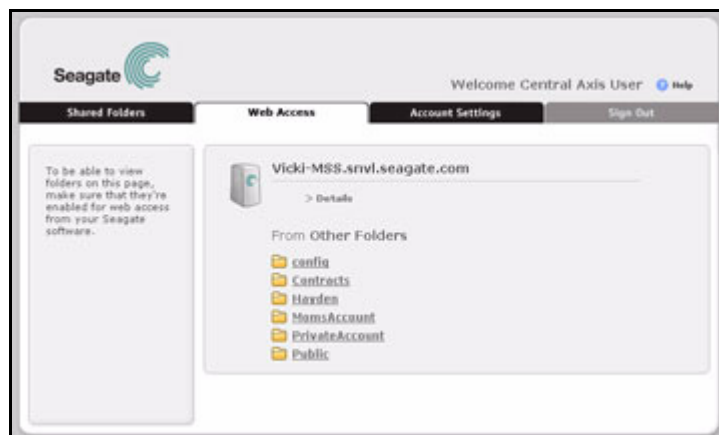 Seagate
Welcome Central Axis User Help
Shared Folders Web Access Account Settings Sign Out
To be able to view
folders on this page,
make sure that they're
enabled for web access
from your Seagate
software.
Vicki-MSS.snvl.seagate.com
> Details
From Other Folders
config
Contracts
Hayden
MomsAccount
PrivateAccount
Public